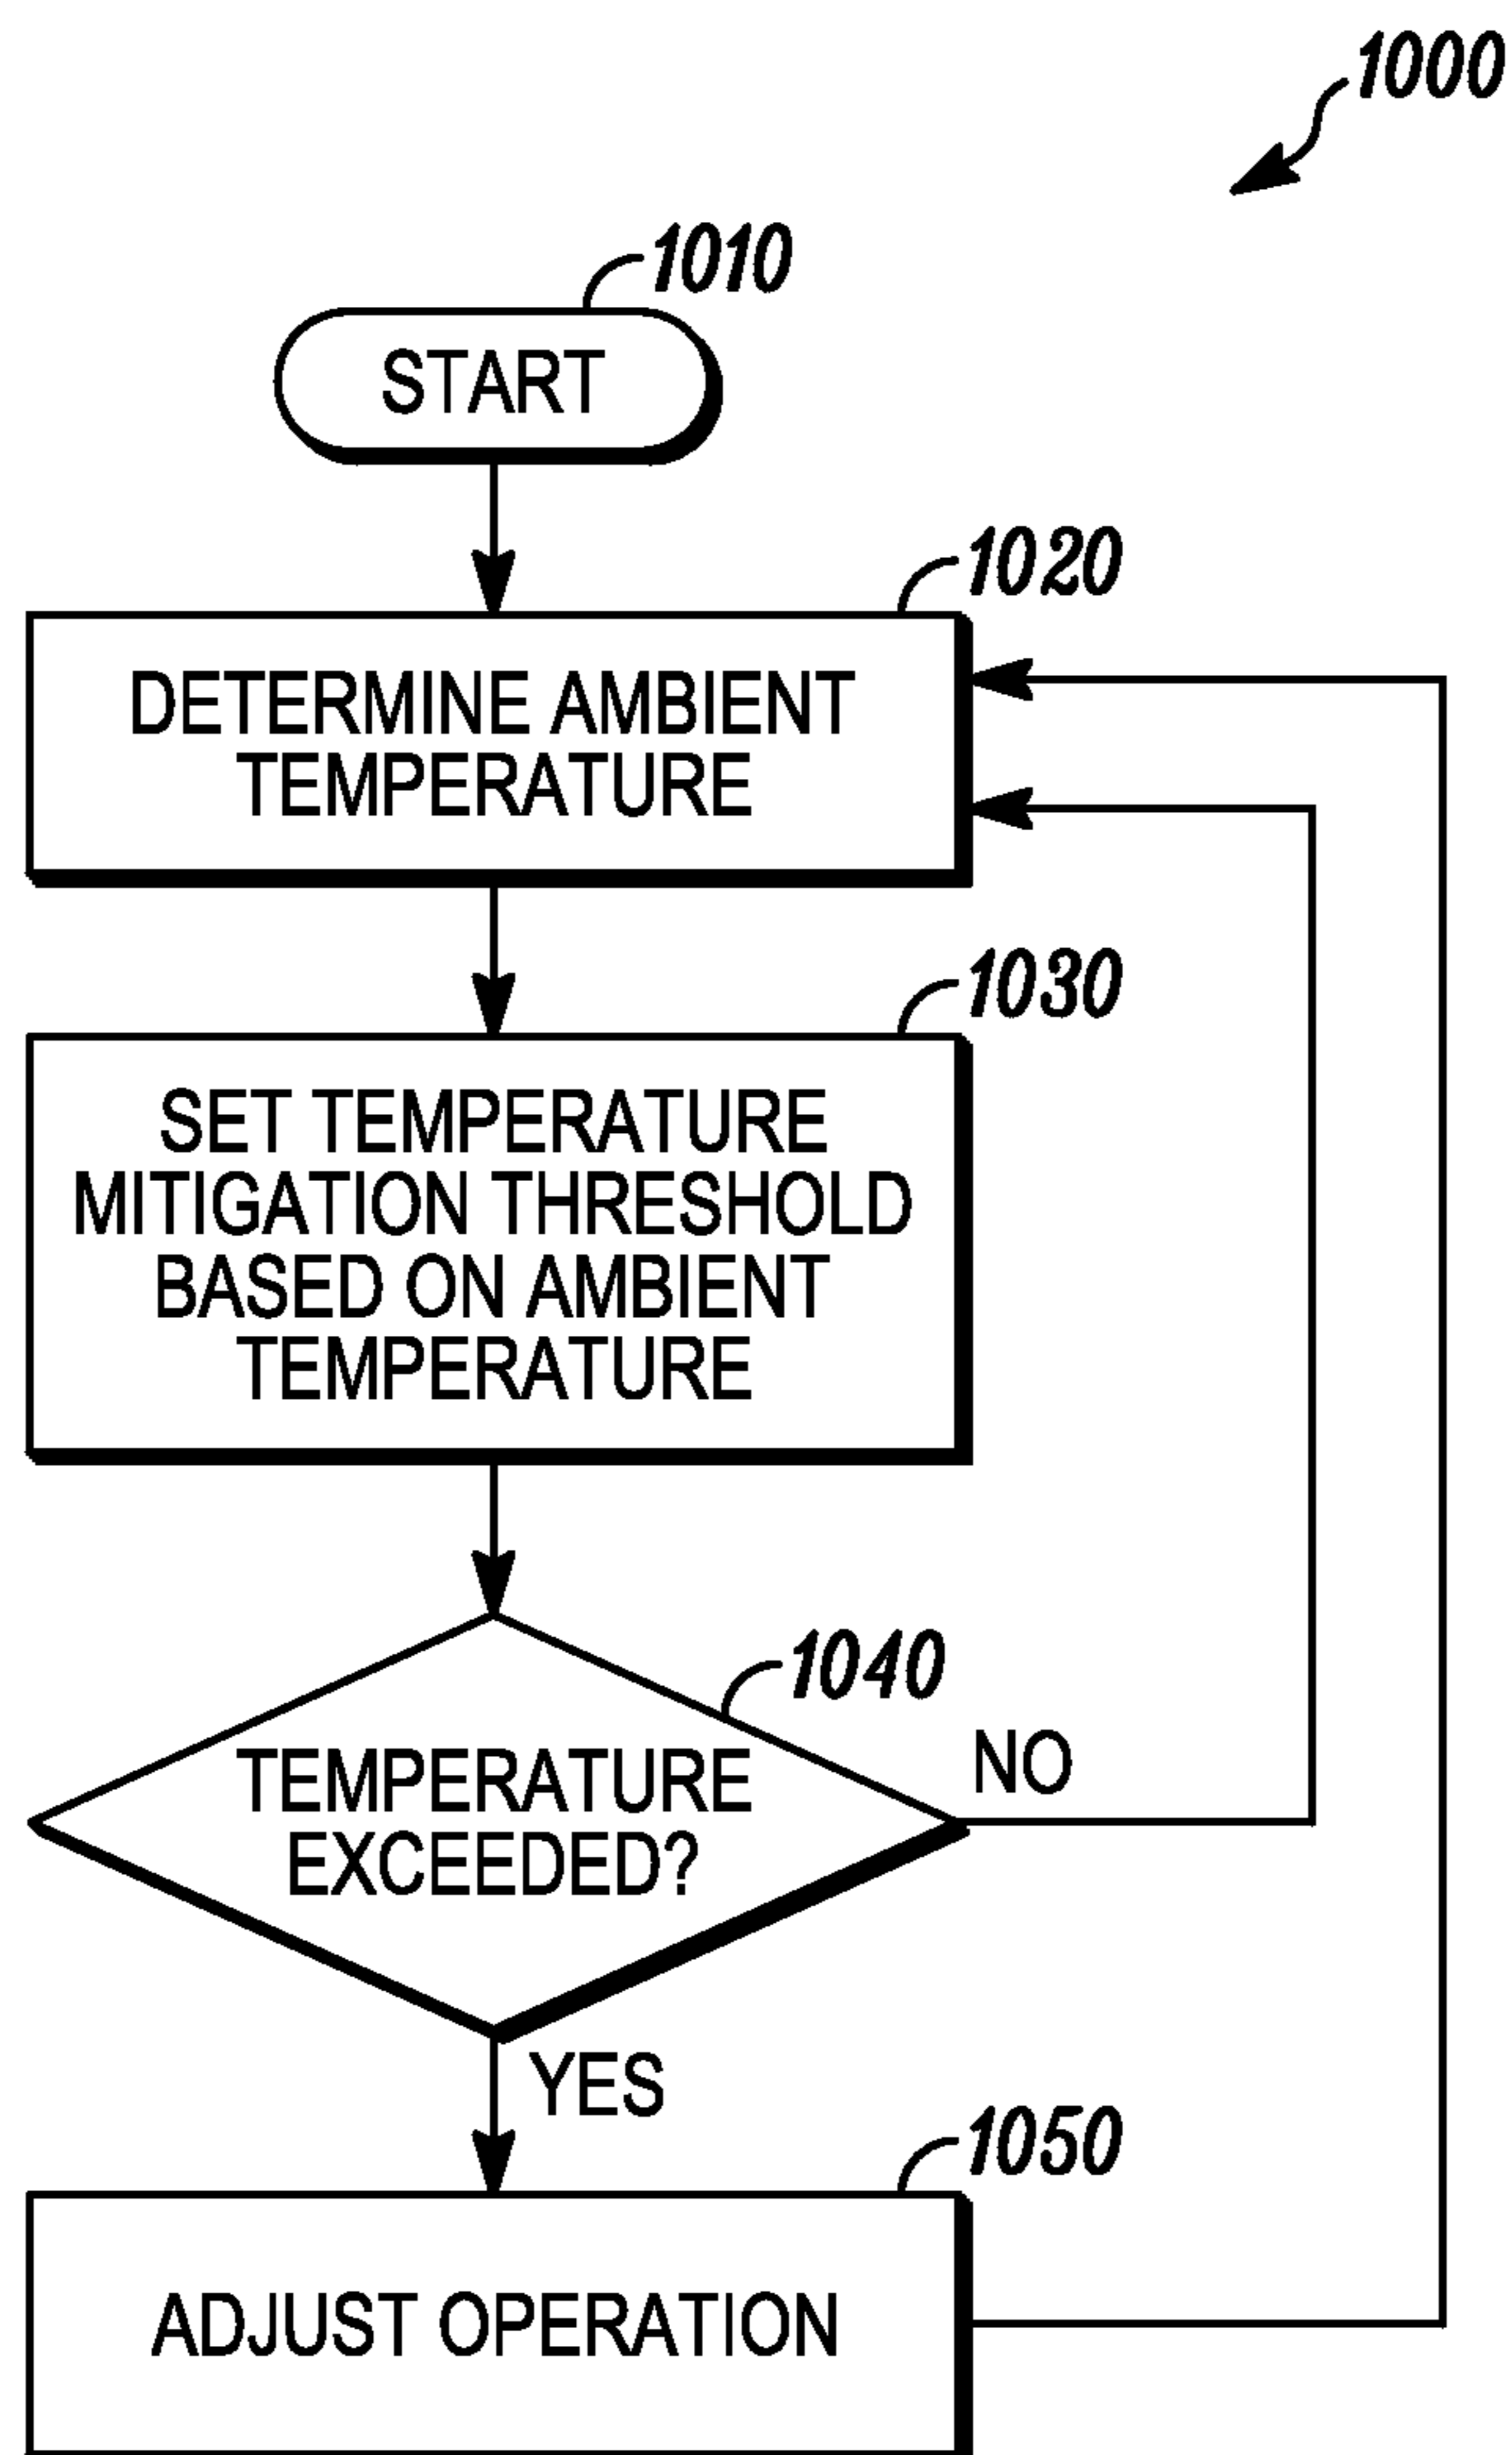 1000
1010
START
1020
DETERMINE AMBIENT
TEMPERATURE
1030
SET TEMPERATURE
MITIGATION THRESHOLD
BASED ON AMBIENT
TEMPERATURE
1040
TEMPERATURE
EXCEEDED?
NO
YES
1050
ADJUST OPERATION